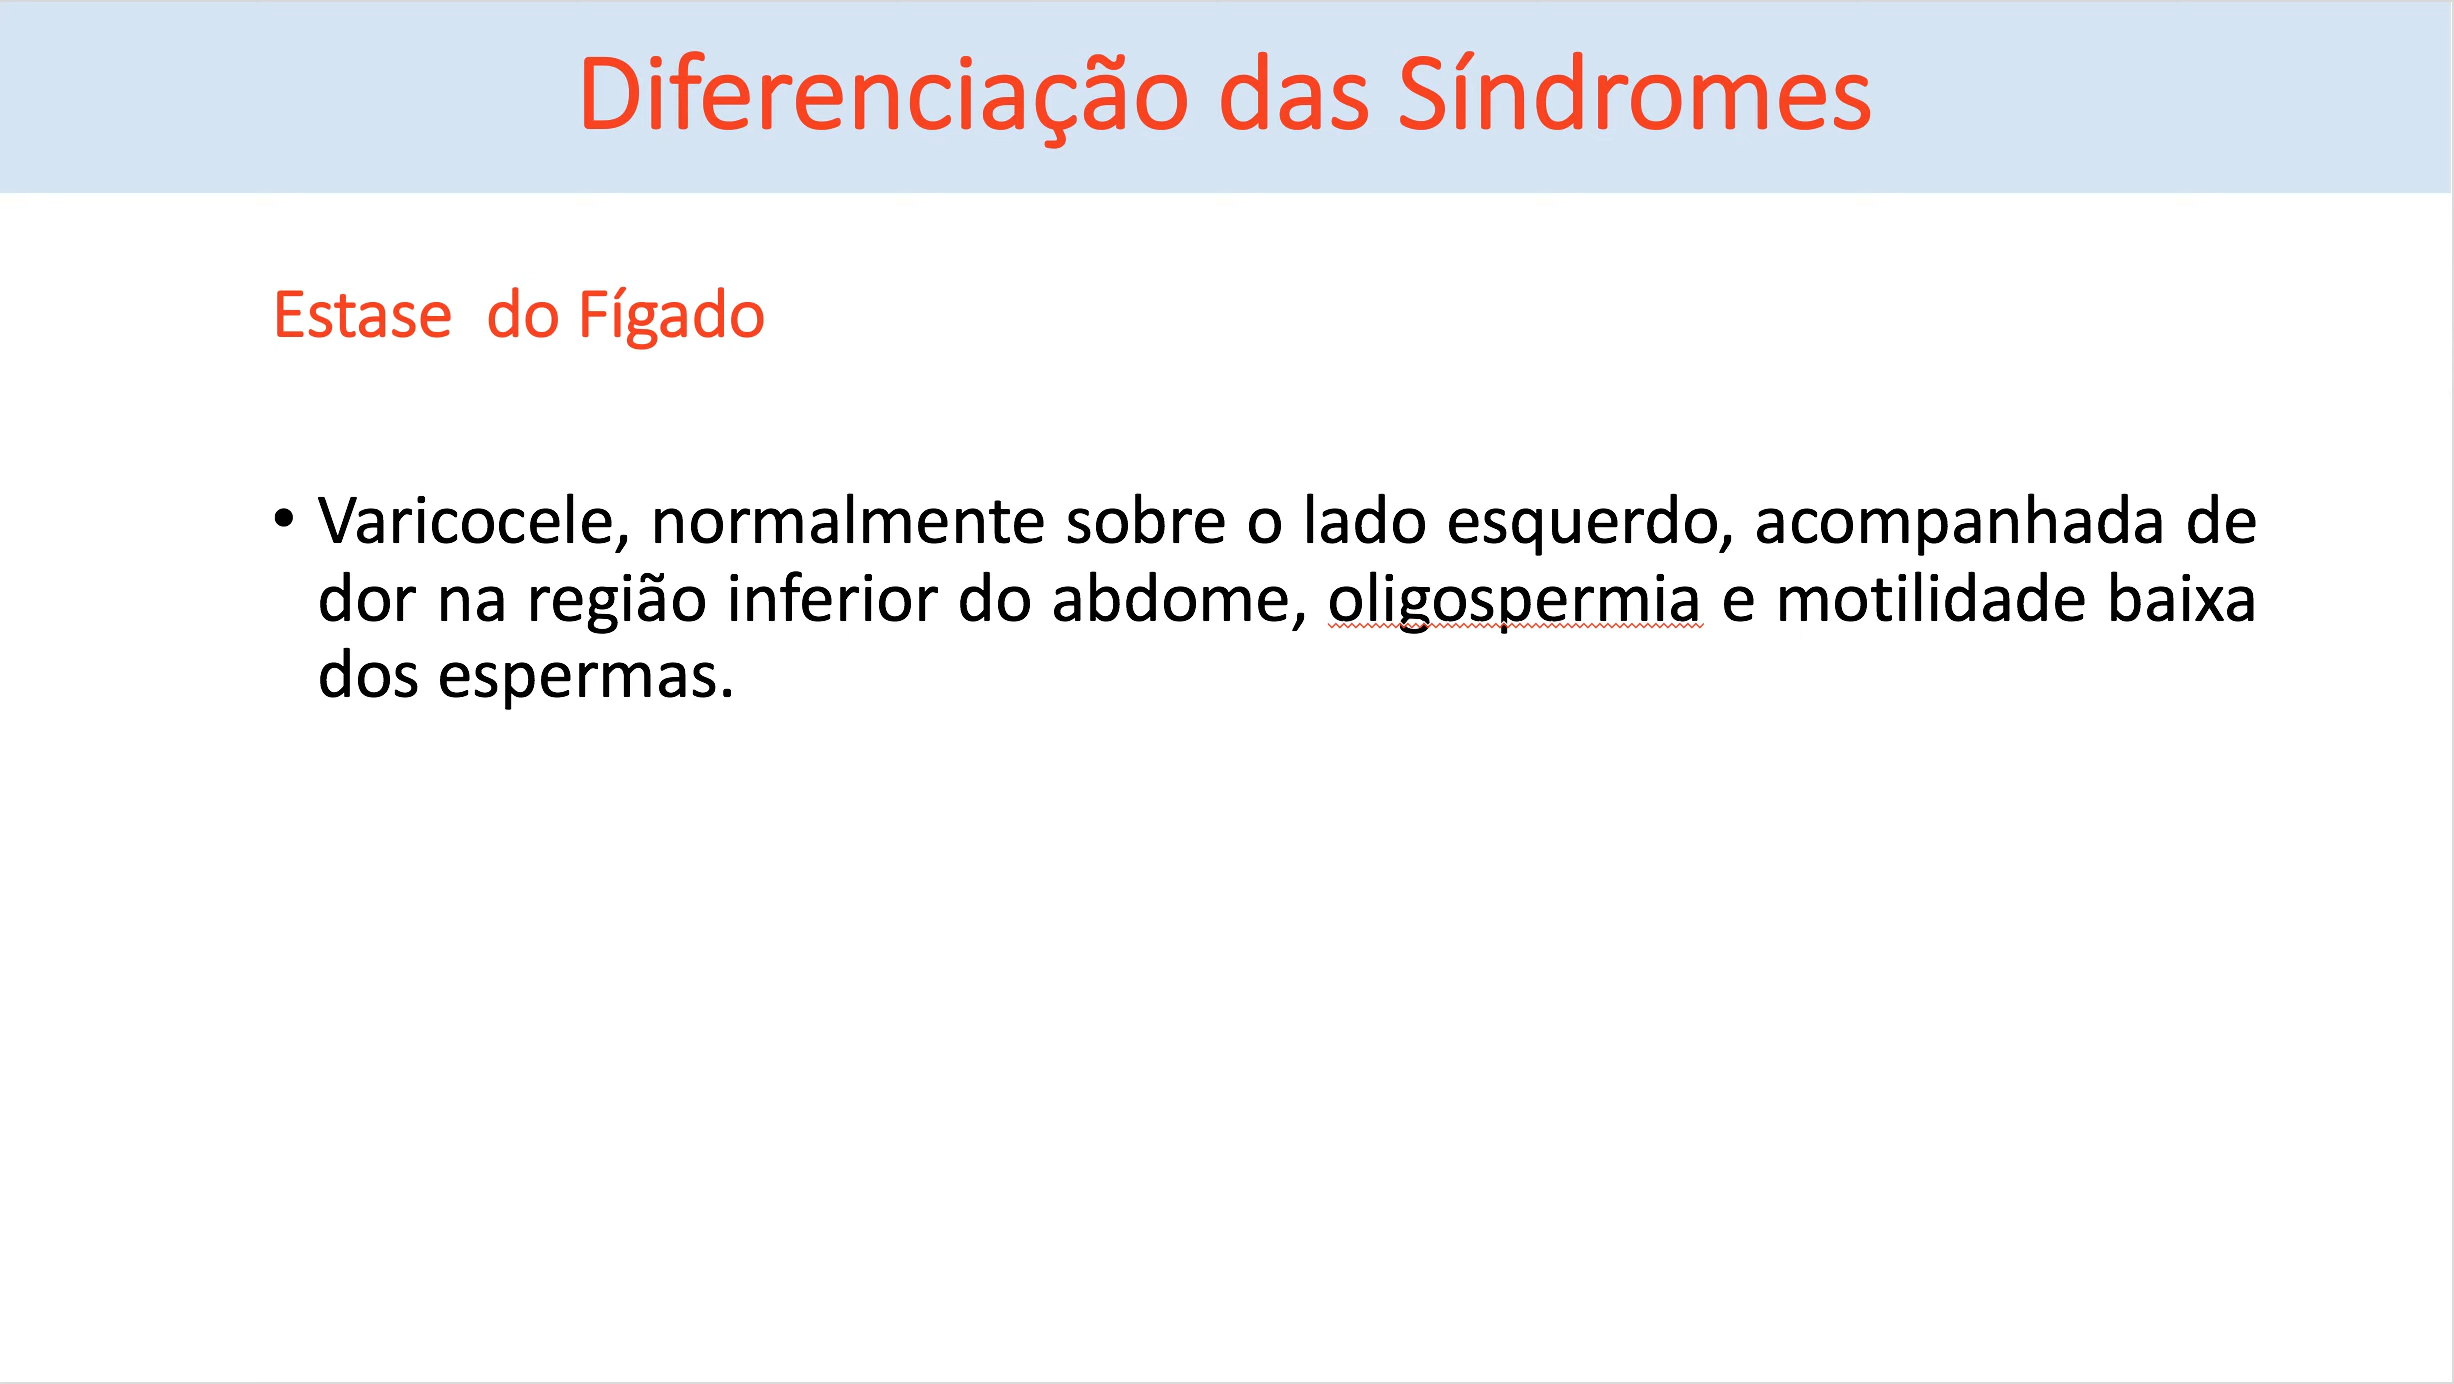 Diferenciação das Síndromes
Estase  do Fígado
• Varicocele, normalmente sobre o lado esquerdo, acompanhada de
dor na região inferior do abdome, oligospermia e motilidade baixa
dos espermas.